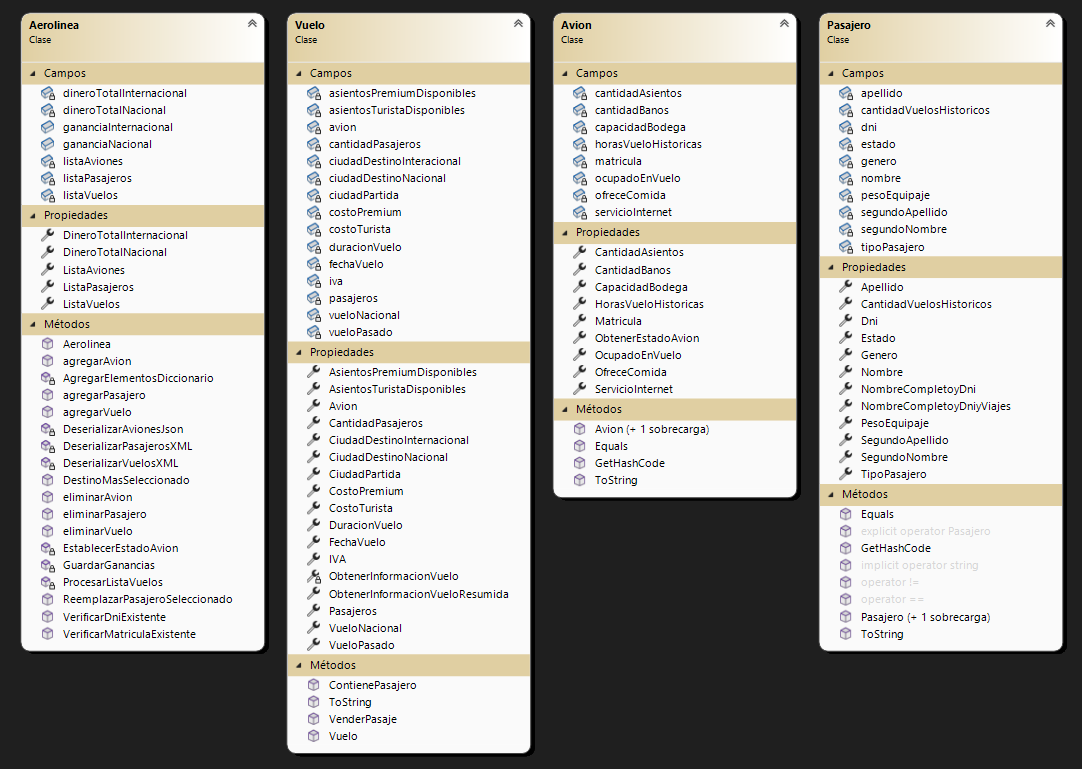 Aerolinea
Clase
Campos
dineroTotalInternacional
dineroTotalNacional
gananciaInternacional
gananciaNacional
listaAviones
listaPasajeros
listaVuelos
Propiedades
DineroTotalInternacional
DineroTotalNacional
ListaAviones
ListaPasajeros
ListaVuelos
Métodos
Aerolinea
agregarAvion
AgregarElementosDiccionario
agregarPasajero
agregarVuelo
DeserializarAvionesJson
DeserializarPasajerosXML
DeserializarVuelosXML
DestinoMasSeleccionado
eliminarAvion
eliminarPasajero
eliminarVuelo
EstablecerEstadoAvion
GuardarGanancias
ProcesarListaVuelos
ReemplazarPasajeroSeleccionado
VerificarDniExistente
VerificarMatriculaExistente
Vuelo
Clase
Campos
asientosPremiumDisponibles
asientosTuristaDisponibles
avion
cantidadPasajeros
ciudadDestinoInteracional
ciudadDestinoNacional
ciudadPartida
costoPremium
costoTurista
duracionVuelo
fechaVuelo
iva
pasajeros
vueloNacional
vueloPasado
Propiedades
AsientosPremiumDisponibles
AsientosTuristaDisponibles
Avion
CantidadPasajeros
CiudadDestinoInternacional
CiudadDestinoNacional
CiudadPartida
CostoPremium
CostoTurista
DuracionVuelo
FechaVuelo
IVA
ObtenerInformacionVuelo
ObtenerInformacionVueloResumida
Pasajeros
VueloNacional
VueloPasado
Métodos
ContienePasajero
ToString
VenderPasaje
Vuelo
Avion
Clase
Campos
cantidadAsientos
cantidadBanos
capacidadBodega
horasVueloHistoricas
matricula
ocupadoEnVuelo
ofreceComida
servicioInternet
Propiedades
CantidadAsientos
CantidadBanos
CapacidadBodega
HorasVueloHistoricas
Matricula
ObtenerEstadoAvion
OcupadoEnVuelo
OfreceComida
ServicioInternet
Métodos
Avion (+ 1 sobrecarga)
Equals
GetHashCode
ToString
Pasajero
Clase
Campos
apellido
cantidadVuelosHistoricos
dni
estado
genero
nombre
pesoEquipaje
segundoApellido
segundoNombre
tipoPasajero
Propiedades
Apellido
CantidadVuelosHistoricos
Dni
Estado
Genero
Nombre
NombreCompletoyDni
NombreCompletoyDniyViajes
PesoEquipaje
SegundoApellido
SegundoNombre
TipoPasajero
Métodos
Equals
explicit operator Pasajero
GetHashCode
implicit operator string
operator !=
operator ==
Pasajero (+ 1 sobrecarga)
ToString